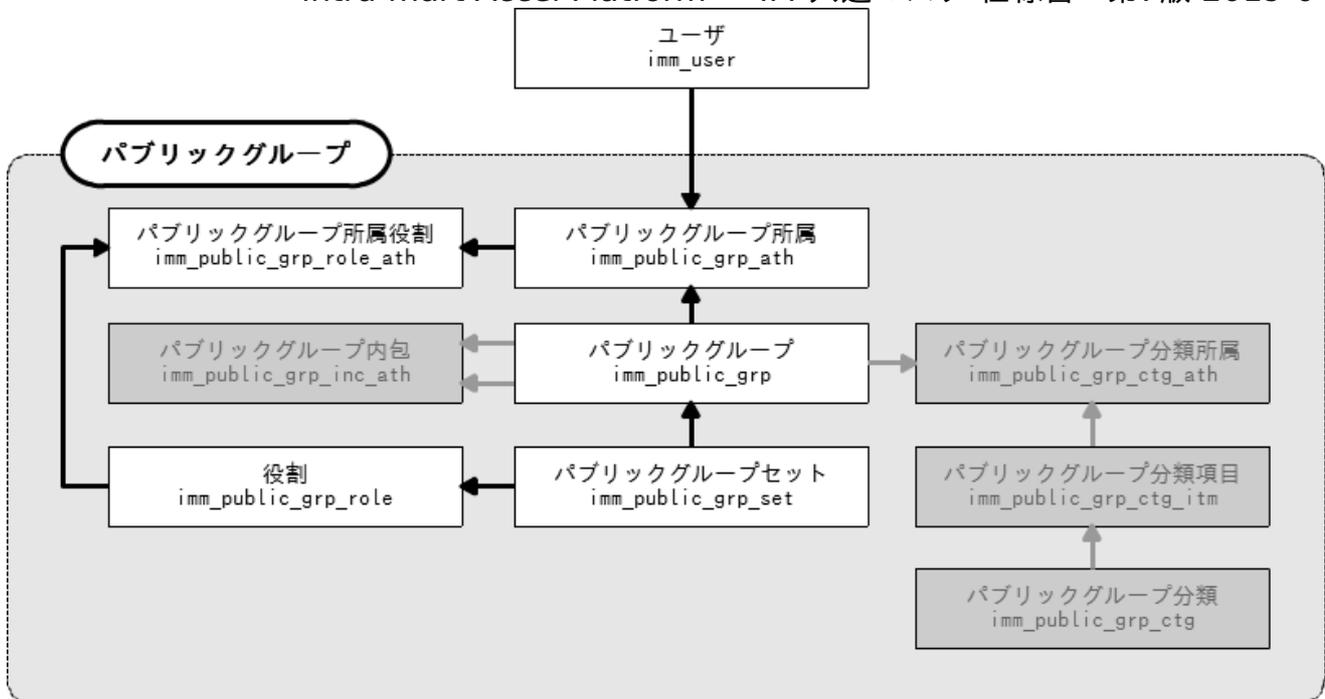 ユーザ
imm_user
パブリックグループ
パブリックグループ所属役割
imm_public_grp_role_ath
パブリックグループ所属
imm_public_grp_ath
パブリックグループ内包
imm_public_grp_inc_ath
パブリックグループ
imm_public_grp
パブリックグループ分類所属
imm_public_grp_ctg_ath
役割
imm_public_grp_role
パブリックグループセット
imm_public_grp_set
パブリックグループ分類項目
imm_public_grp_ctg_itm
パブリックグループ分類
imm_public_grp_ctg